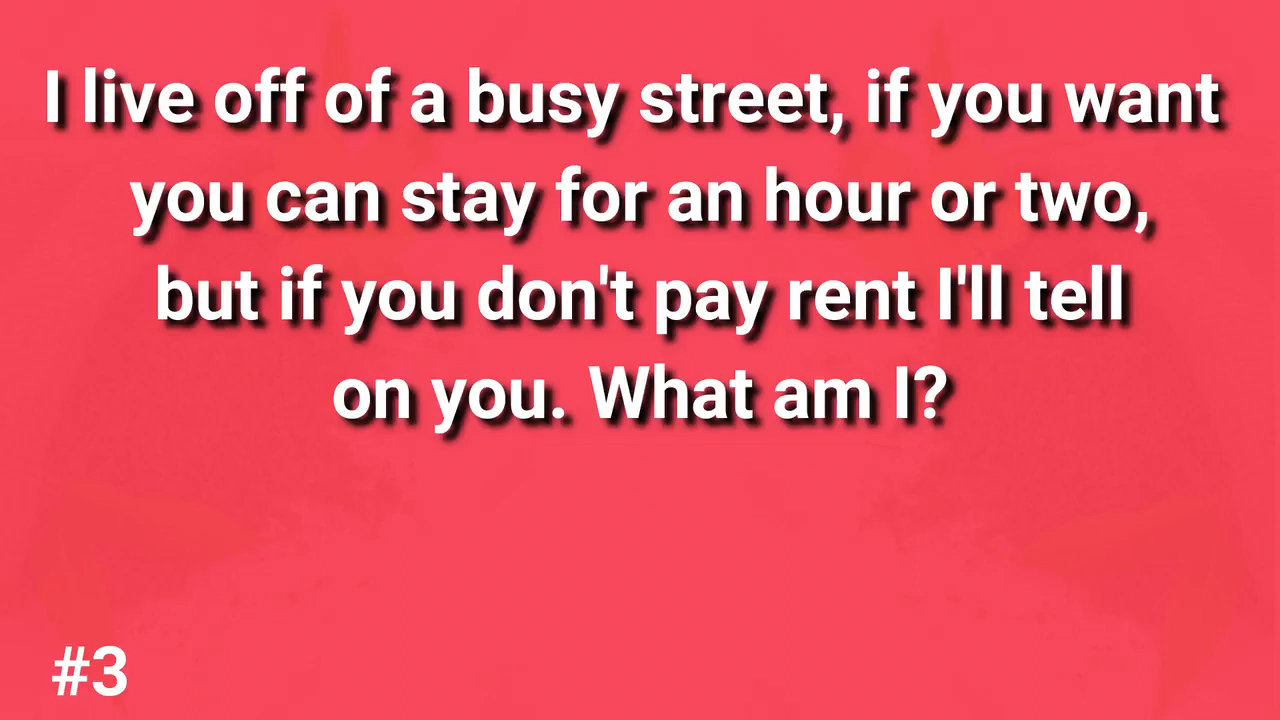 I live off of a busy street, if you want
you can stay for an hour or two,
but if you don't pay rent I'll tell
on you. What am I?
#3